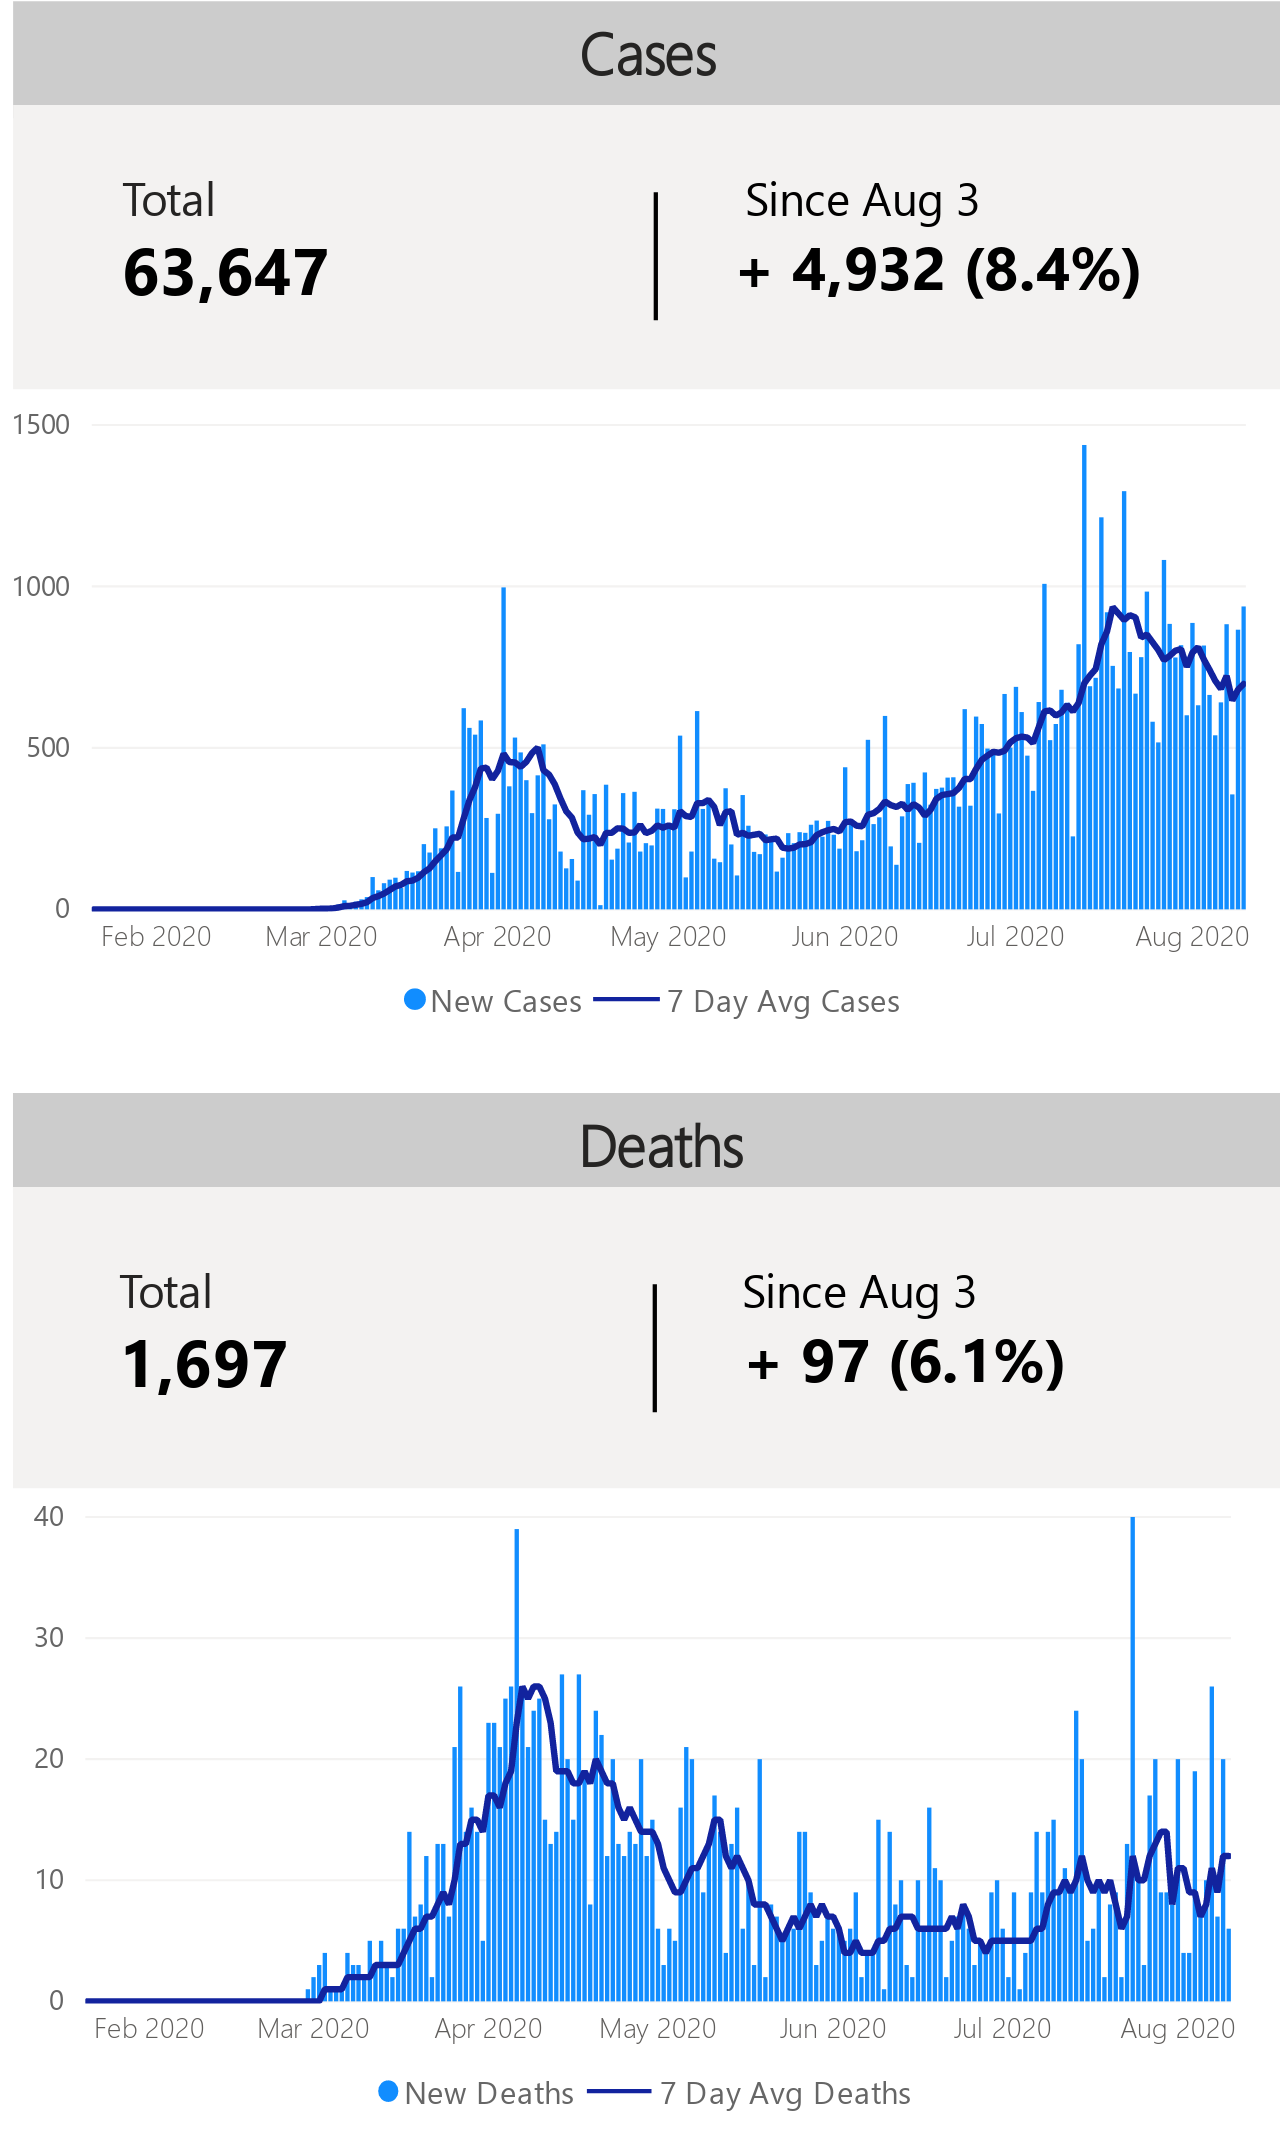 Cases
Total
Since Aug 3
63,647
+ 4,932 (8.4%)
1500
1000
500
0
Feb 2020 Mar 2020 Apr 2020 May 2020 Jun 2020 Jul 2020 Aug 2020
New Cases 7 Day Avg Cases
Deaths
Total
Since Aug 3
1,697
+ 97 (6.1%)
40
30
20
10
0
Feb 2020 Mar 2020 Apr 2020 May 2020 Jun 2020 Jul 2020 Aug 2020
New Deaths 7 Day Avg Deaths